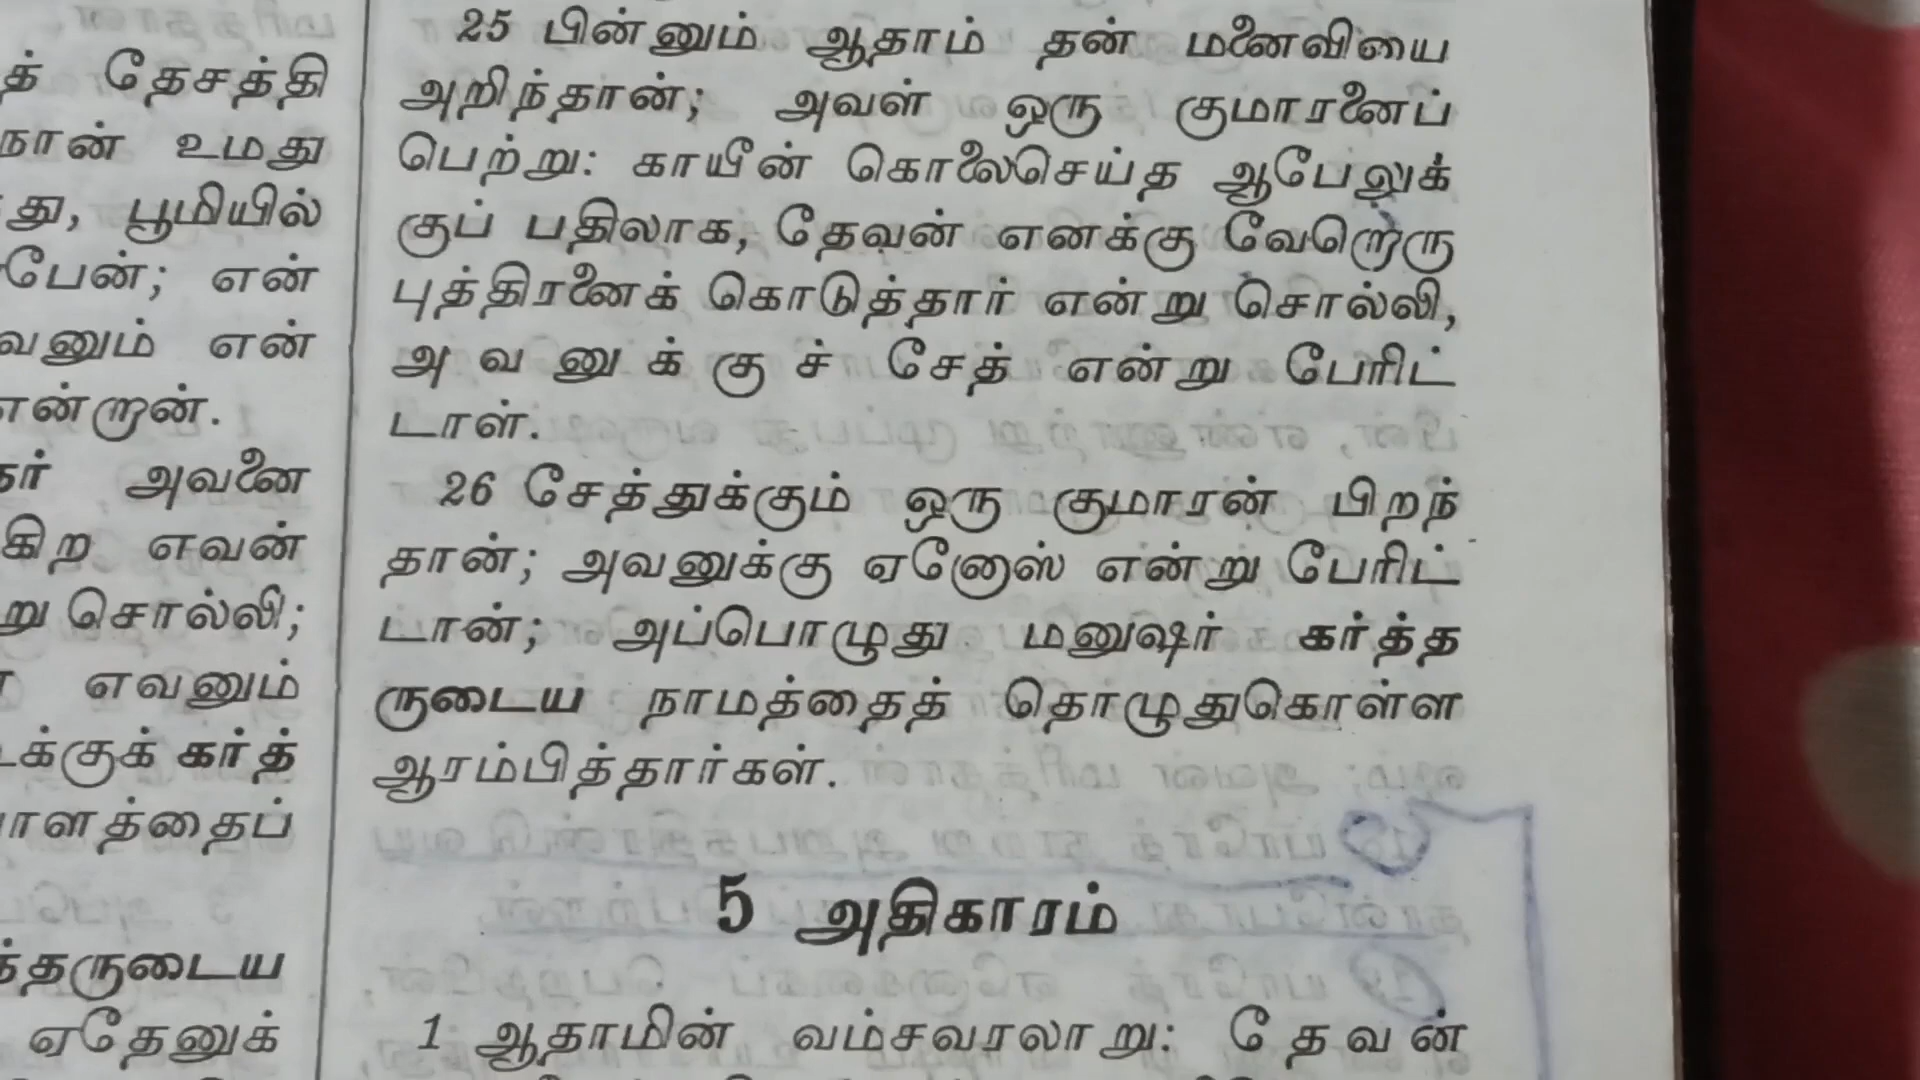 த் தேசத்தி
நான் உமது
து, பூமியில்
பேன்; என்
வனும் என்
என்றான்.
அவனை
கிற எவன்
று சொல்லி;
எவனும்
கர்த்
த்தருடைய
ஏதேனுக்
25 பின்னும் ஆதாம் தன் மனைவியை
அறிந்தான்; அவள் ஒரு குமாரனைப்
பெற்று: காயீன் கொலைசெய்த ஆபேலுக்
குப் பதிலாக, தேவன் எனக்கு வேறொரு
புத்திரனைக் கொடுத்தார் என்று சொல்லி,
அவனுக்குச் சேத் என்று பேரிட்
டாள்.
26 சேத்துக்கும் ஒரு குமாரன் பிறந்
தான்; அவனுக்கு ஏனோஸ் என்று பேரிட்
டான்; அப்பொழுது மனுஷர் கர்த்த
ருடைய நாமத்தைத் தொழுதுகொள்ள
ஆரம்பித்தார்கள்.
5 அதிகாரம்
1 ஆதாமின் வம்சவரலாறு: தேவன்